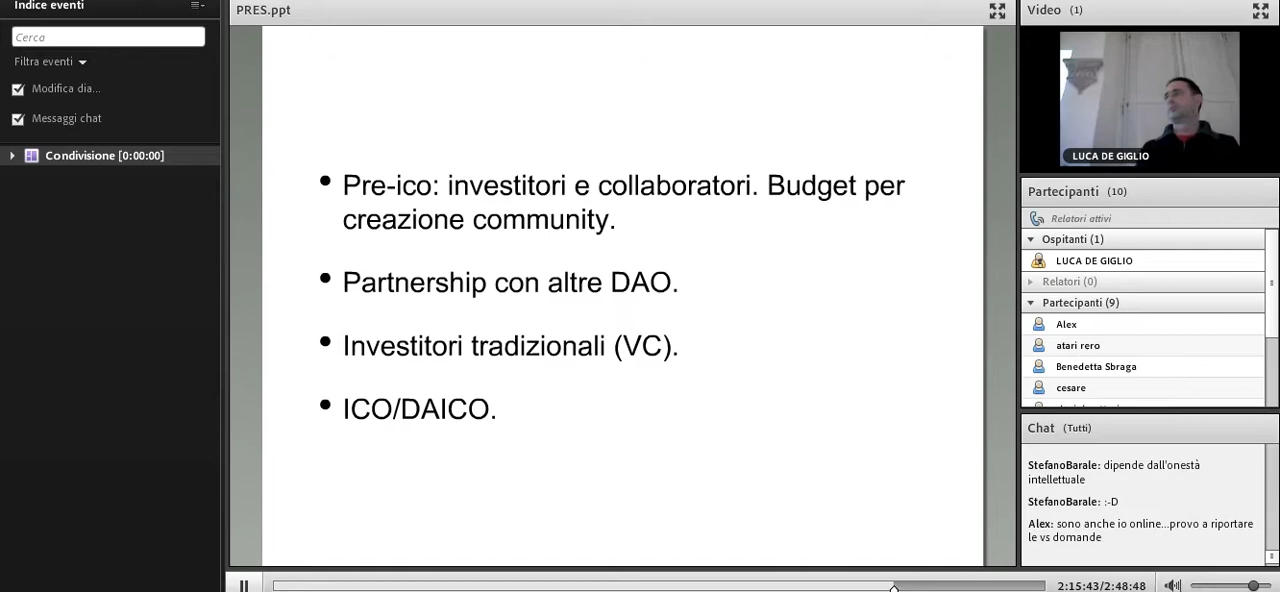 Indice eventi
Cerca
Filtra eventi
Modifica dia...
Messaggi chat
Condivisione [0:00:00]
PRES.ppt
• Pre-ico: investitori e collaboratori. Budget per
creazione community.
• Partnership con altre DAO.
• Investitori tradizionali (VC).
• ICO/DAICO.
Video (1)
LUCA DE GIGLIO
Partecipanti (10)
Relatori attivi
Ospitanti (1)
LUCA DE GIGLIO
Relatori (0)
Partecipanti (9)
Alex
atari rero
Benedetta Sbraga
cesare
Chat (Tutti)
StefanoBarale: dipende dall'onestà
intellettuale
StefanoBarale: :-D
Alex: sono anche io online...provo a riportare
le vs domande
2:15:43/2:48:48